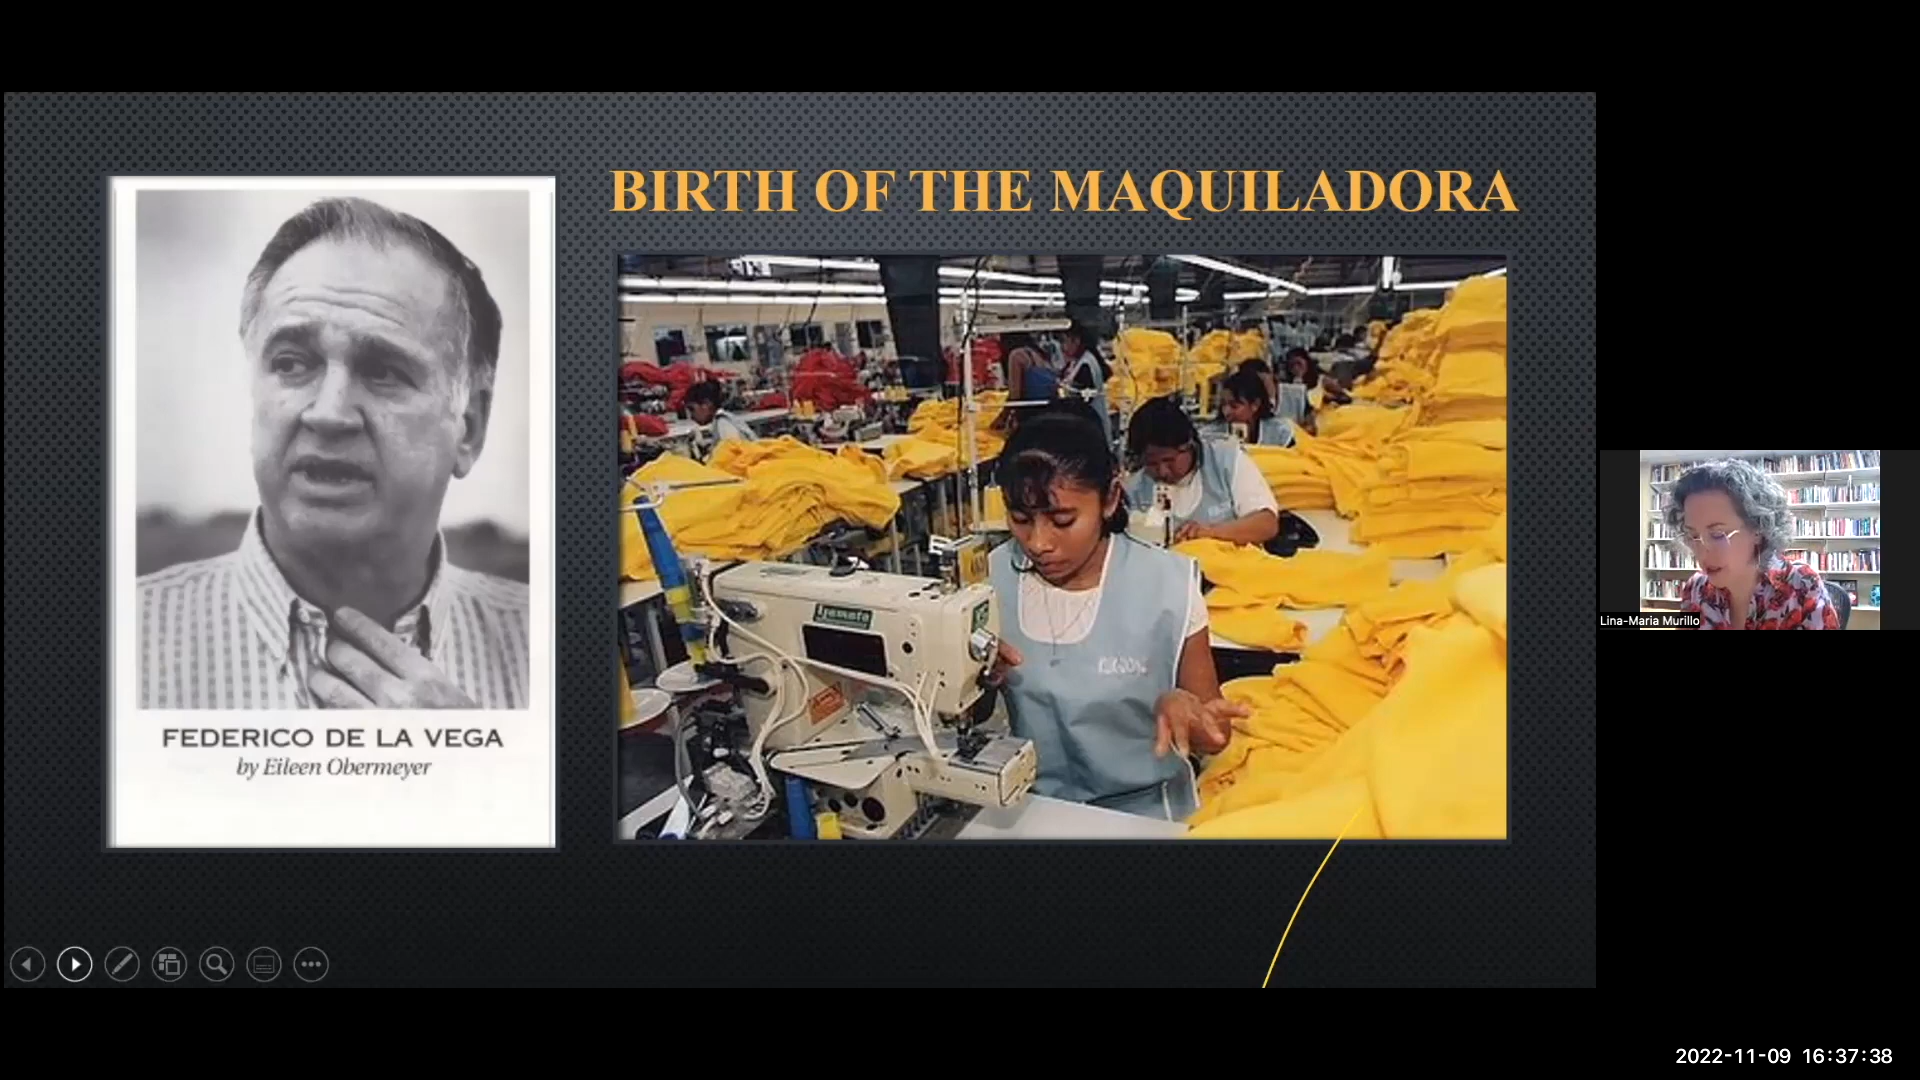 BIRTH OF THE MAQUILADORA
FEDERICO DE LA VEGA
by Eileen Obermeyer
Yamato
Lina-Maria Murillo
2022-11-09 16:37:38